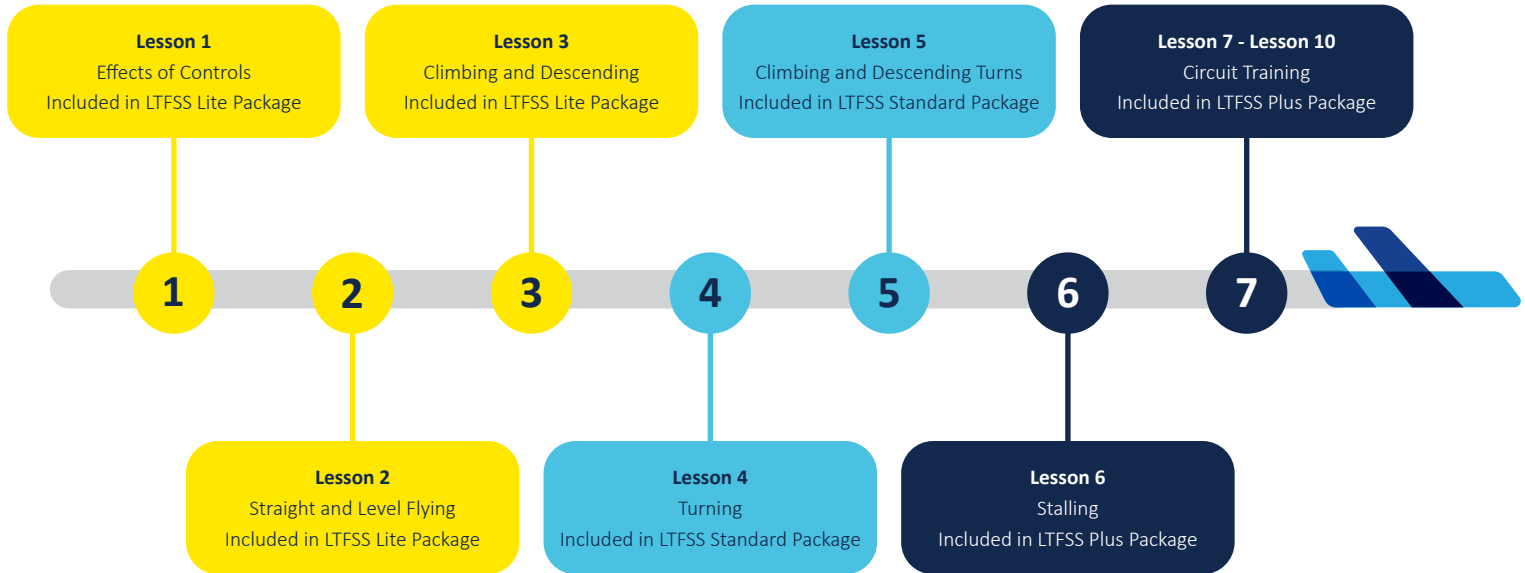 Lesson 1
Effects of Controls
Included in LTFSS Lite Package
Lesson 3
Climbing and Descending
Included in LTFSS Lite Package
Lesson 5
Climbing and Descending Turns
Included in LTFSS Standard Package
Lesson 7 - Lesson 10
Circuit Training
Included in LTFSS Plus Package
1
2
3
4
5
6
7
Lesson 2
Straight and Level Flying
Included in LTFSS Lite Package
Lesson 4
Turning
Included in LTFSS Standard Package
Lesson 6
Stalling
Included in LTFSS Plus Package